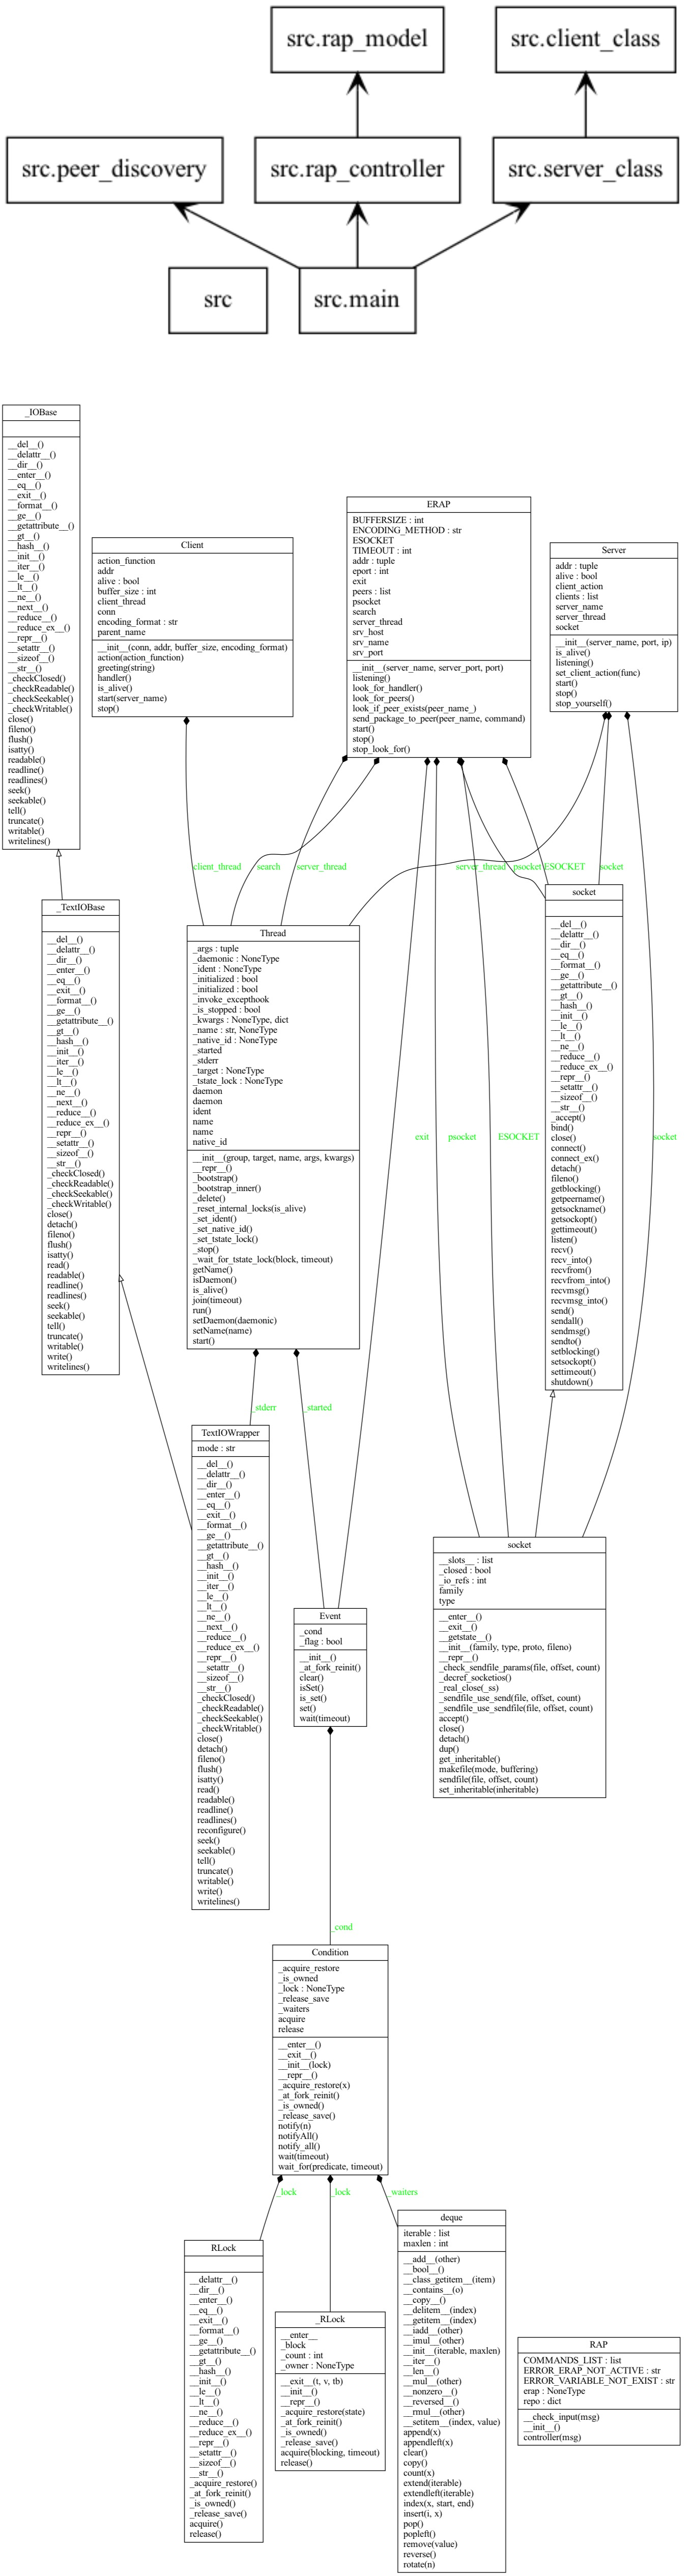 src.rap_model
src.client_class
src.peer_discovery
src.rap_controller
src.server_class
src
src.main
_IOBase
__del__()
__delattr__()
__dir__()
__enter__()
__eq__()
__exit__()
__format__()
__ge__()
__getattribute__()
__gt__()
__hash__()
__init__()
__iter__()
__le__()
__lt__()
__ne__()
__next__()
__reduce__()
__reduce_ex__()
__repr__()
__setattr__()
__sizeof__()
__str__()
_checkClosed()
_checkReadable()
_checkSeekable()
_checkWritable()
close()
fileno()
flush()
isatty()
readable()
readline()
readlines()
seek()
seekable()
tell()
truncate()
writable()
writelines()
Client
action_function
addr
alive : bool
buffer_size : int
client_thread
conn
encoding_format : str
parent_name
__init__(conn, addr, buffer_size, encoding_format)
action(action_function)
greeting(string)
handler()
is_alive()
start(server_name)
stop()
ERAP
BUFFERSIZE : int
ENCODING_METHOD : str
ESOCKET
TIMEOUT : int
addr : tuple
eport : int
exit
peers : list
psocket
search
server_thread
srv_host
srv_name
srv_port
__init__(server_name, server_port, port)
listening()
look_for_handler()
look_for_peers()
look_if_peer_exists(peer_name_)
send_package_to_peer(peer_name, command)
start()
stop()
stop_look_for()
Server
addr : tuple
alive : bool
client_action
clients : list
server_name
server_thread
socket
__init__(server_name, port, ip)
is_alive()
listening()
set_client_action(func)
start()
stop()
stop_yourself()
client_thread
search
server_thread
server_thread
psocket
ESOCKET
socket
_TextIOBase
__del__()
__delattr__()
__dir__()
__enter__()
__eq__()
__exit__()
__format__()
__ge__()
__getattribute__()
__gt__()
__hash__()
__init__()
__iter__()
__le__()
__lt__()
__ne__()
__next__()
__reduce__()
__reduce_ex__()
__repr__()
__setattr__()
__sizeof__()
__str__()
_checkClosed()
_checkReadable()
_checkSeekable()
_checkWritable()
close()
detach()
fileno()
flush()
isatty()
read()
readable()
readline()
readlines()
seek()
seekable()
tell()
truncate()
writable()
write()
writelines()
Thread
_args : tuple
_daemonic : NoneType
_ident : NoneType
_initialized : bool
_initialized : bool
_invoke_excepthook
_is_stopped : bool
_kwargs : NoneType, dict
_name : str, NoneType
_native_id : NoneType
_started
_stderr
_target : NoneType
_tstate_lock : NoneType
daemon
daemon
ident
name
name
native_id
__init__(group, target, name, args, kwargs)
__repr__()
_bootstrap()
_bootstrap_inner()
_delete()
_reset_internal_locks(is_alive)
_set_ident()
_set_native_id()
_set_tstate_lock()
_stop()
_wait_for_tstate_lock(block, timeout)
getName()
isDaemon()
is_alive()
join(timeout)
run()
setDaemon(daemonic)
setName(name)
start()
exit
psocket
ESOCKET
socket
socket
__del__()
__delattr__()
__dir__()
__eq__()
__format__()
__ge__()
__getattribute__()
__gt__()
__hash__()
__init__()
__le__()
__lt__()
__ne__()
__reduce__()
__reduce_ex__()
__repr__()
__setattr__()
__sizeof__()
__str__()
_accept()
bind()
close()
connect()
connect_ex()
detach()
fileno()
getblocking()
getpeername()
getsockname()
getsockopt()
gettimeout()
listen()
recv()
recv_into()
recvfrom()
recvfrom_into()
recvmsg()
recvmsg_into()
send()
sendall()
sendmsg()
sendto()
setblocking()
setsockopt()
settimeout()
shutdown()
_stderr
_started
TextIOWrapper
mode : str
__del__()
__delattr__()
__dir__()
__enter__()
__eq__()
__exit__()
__format__()
__ge__()
__getattribute__()
__gt__()
__hash__()
__init__()
__iter__()
__le__()
__lt__()
__ne__()
__next__()
__reduce__()
__reduce_ex__()
__repr__()
__setattr__()
__sizeof__()
__str__()
_checkClosed()
_checkReadable()
_checkSeekable()
_checkWritable()
close()
detach()
fileno()
flush()
isatty()
read()
readable()
readline()
readlines()
reconfigure()
seek()
seekable()
tell()
truncate()
writable()
write()
writelines()
Event
_cond
_flag : bool
__init__()
_at_fork_reinit()
clear()
isSet()
is_set()
set()
wait(timeout)
socket
__slots__ : list
_closed : bool
_io_refs : int
family
type
__enter__()
__exit__()
__getstate__()
__init__(family, type, proto, fileno)
__repr__()
_check_sendfile_params(file, offset, count)
_decref_socketios()
_real_close(_ss)
_sendfile_use_send(file, offset, count)
_sendfile_use_sendfile(file, offset, count)
accept()
close()
detach()
dup()
get_inheritable()
makefile(mode, buffering)
sendfile(file, offset, count)
set_inheritable(inheritable)
_cond
Condition
_acquire_restore
_is_owned
_lock : NoneType
_release_save
_waiters
acquire
release
__enter__()
__exit__()
__init__(lock)
__repr__()
_acquire_restore(x)
_at_fork_reinit()
_is_owned()
_release_save()
notify(n)
notifyAll()
notify_all()
wait(timeout)
wait_for(predicate, timeout)
_lock
_lock
_waiters
RLock
__delattr__()
__dir__()
__enter__()
__eq__()
__exit__()
__format__()
__ge__()
__getattribute__()
__gt__()
__hash__()
__init__()
__le__()
__lt__()
__ne__()
__reduce__()
__reduce_ex__()
__repr__()
__setattr__()
__sizeof__()
__str__()
_acquire_restore()
_at_fork_reinit()
_is_owned()
_release_save()
acquire()
release()
_RLock
__enter__
_block
_count : int
_owner : NoneType
__exit__(t, v, tb)
__init__()
__repr__()
_acquire_restore(state)
_at_fork_reinit()
_is_owned()
_release_save()
acquire(blocking, timeout)
release()
deque
iterable : list
maxlen : int
__add__(other)
__bool__()
__class_getitem__(item)
__contains__(o)
__copy__()
__delitem__(index)
__getitem__(index)
__iadd__(other)
__imul__(other)
__init__(iterable, maxlen)
__iter__()
__len__()
__mul__(other)
__nonzero__()
__reversed__()
__rmul__(other)
__setitem__(index, value)
append(x)
appendleft(x)
clear()
copy()
count(x)
extend(iterable)
extendleft(iterable)
index(x, start, end)
insert(i, x)
pop()
popleft()
remove(value)
reverse()
rotate(n)
RAP
COMMANDS_LIST : list
ERROR_ERAP_NOT_ACTIVE : str
ERROR_VARIABLE_NOT_EXIST : str
erap : NoneType
repo : dict
__check_input(msg)
__init__()
controller(msg)